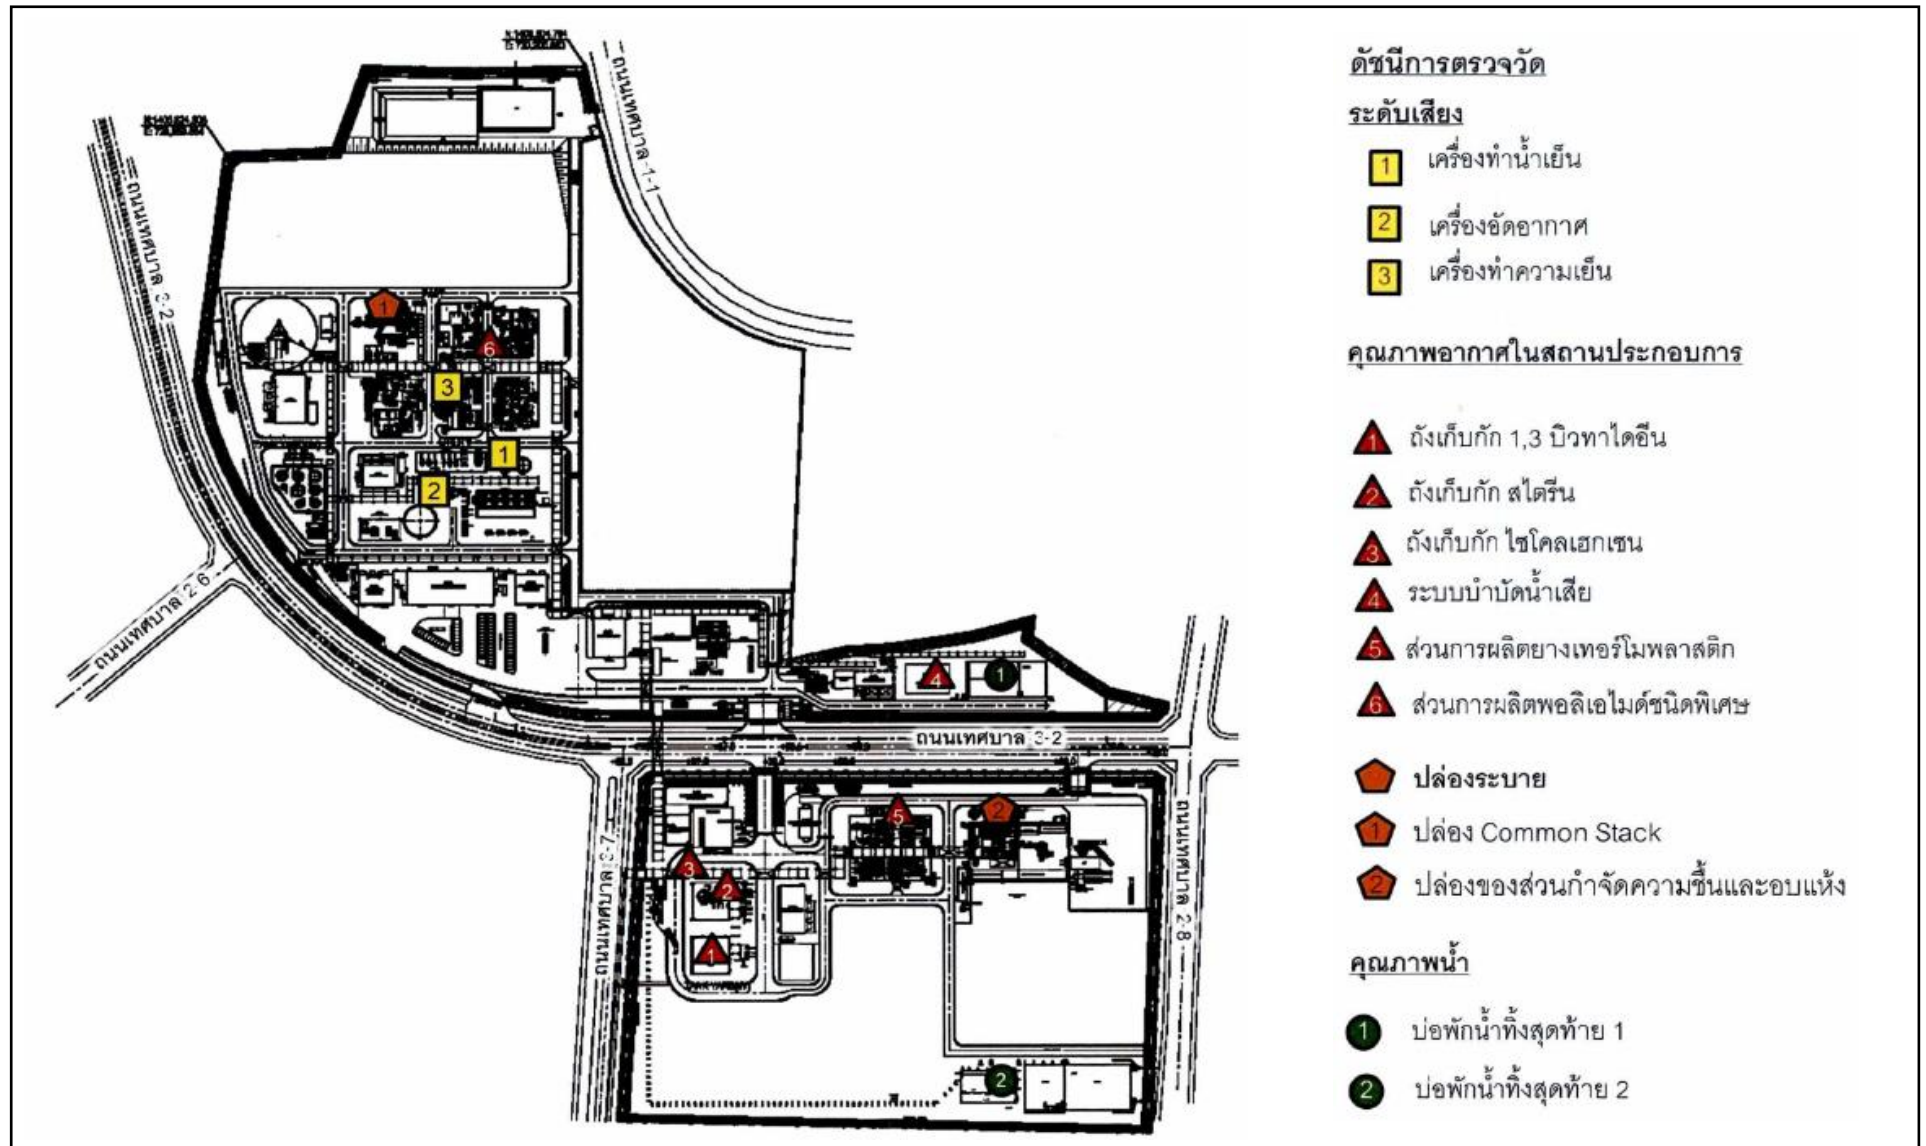 ถนนเทศบาล 1-1
ถนนเทศบาล 3-2
ถนนเทศบาล 2-6
ถนนเทศบาล 3-2
ถนนเทศบาล 3-7
ถนนเทศบาล 2-8
1
6
3
1
2
4
1
5
2
3
2
1
2
ดัชนีการตรวจวัด
ระดับเสียง
1 เครื่องทำน้ำเย็น
2 เครื่องอัดอากาศ
3 เครื่องทำความเย็น
คุณภาพอากาศในสถานประกอบการ
1 ถังเก็บกัก 1,3 บิวทาไดอีน
2 ถังเก็บกัก สไตรีน
3 ถังเก็บกัก ไซโคลเฮกเซน
4 ระบบบำบัดน้ำเสีย
5 ส่วนการผลิตยางเทอร์โมพลาสติก
6 ส่วนการผลิตพอลิเอไมด์ชนิดพิเศษ
ปล่องระบาย
1 ปล่อง Common Stack
2 ปล่องของส่วนกำจัดความชื้นและอบแห้ง
คุณภาพน้ำ
1 บ่อพักน้ำทิ้งสุดท้าย 1
2 บ่อพักน้ำทิ้งสุดท้าย 2